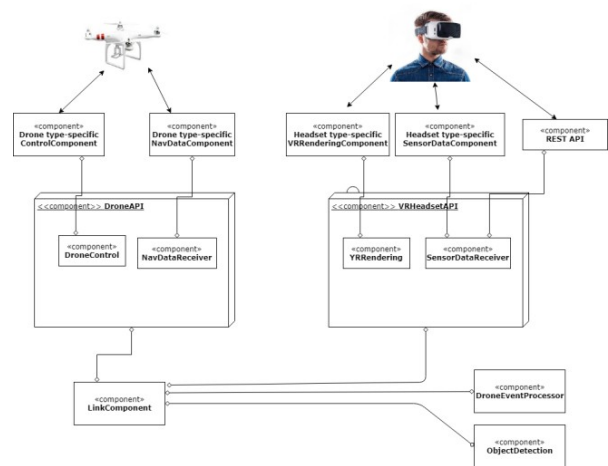 «component»
Drone type-specific
ControlComponent
«component»
Drone type-specific
NavDataComponent
«component»
Headset type-specific
VRRenderingComponent
«component»
Headset type-specific
SensorDataComponent
«component»
REST API
<<component>> DroneAPI
«component»
DroneControl
«component»
NavDataReceiver
<<component>> VRHeadsetAPI
«component»
YRRendering
«component»
SensorDataReceiver
«component»
LinkComponent
«component»
DroneEventProcessor
«component»
ObjectDetection